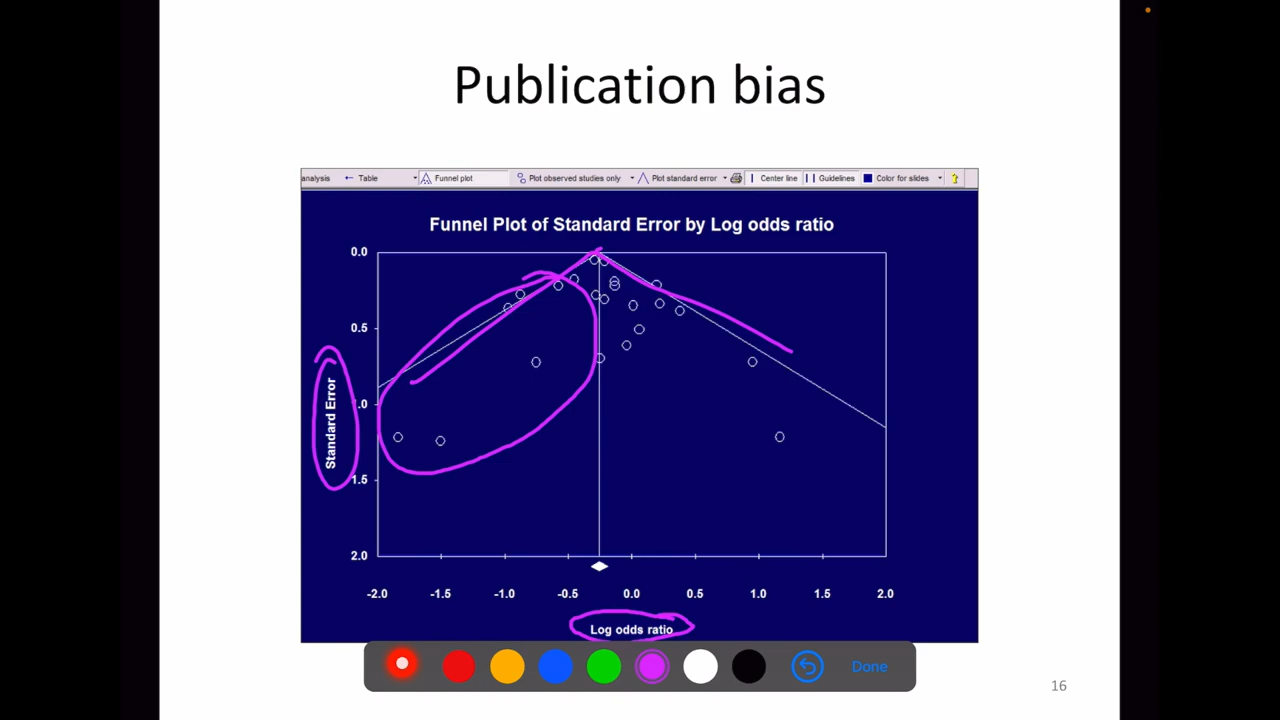 Publication bias
analysis Table Funnel plot Plot observed studies only Plot standard error Center line Guidelines Color for slides ?
Funnel Plot of Standard Error by Log odds ratio
0.0
0.5
1.0
1.5
2.0
Standard Error
-2.0 -1.5 -1.0 -0.5 0.0 0.5 1.0 1.5 2.0
Log odds ratio
Done
16